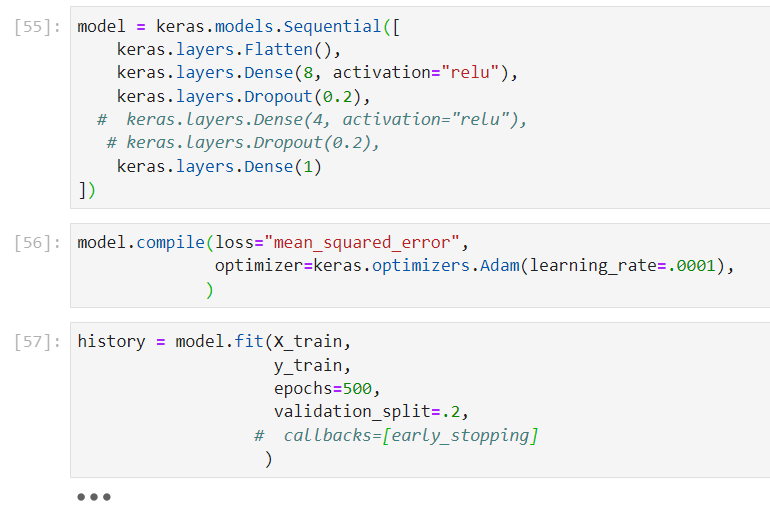 [55]: model = keras.models.Sequential([
    keras.layers.Flatten(),
    keras.layers.Dense(8, activation="relu"),
    keras.layers.Dropout(0.2),
  #  keras.layers.Dense(4, activation="relu"),
   # keras.layers.Dropout(0.2),
    keras.layers.Dense(1)
])
[56]: model.compile(loss="mean_squared_error",
              optimizer=keras.optimizers.Adam(learning_rate=.0001),
             )
[57]: history = model.fit(X_train,
                    y_train,
                    epochs=500,
                    validation_split=.2,
                  #  callbacks=[early_stopping]
                   )